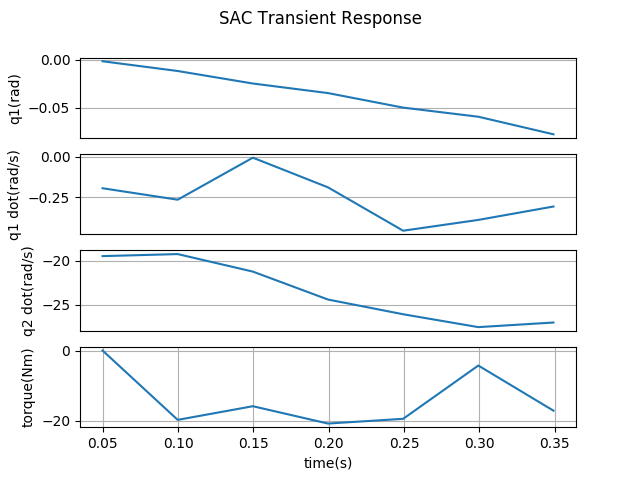 SAC Transient Response
0.00
−0.05
q1(rad)
0.00
−0.25
q1 dot(rad/s)
−20
−25
q2 dot(rad/s)
0
−20
torque(Nm)
0.05 0.10 0.15 0.20 0.25 0.30 0.35
time(s)